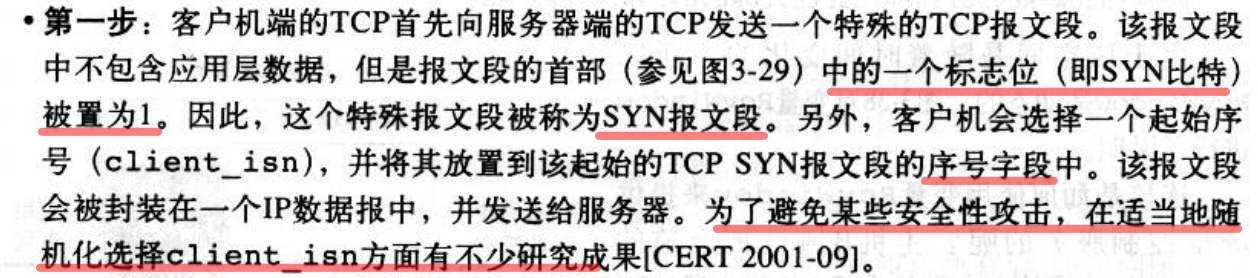 • 第一步：客户机端的TCP首先向服务器端的TCP发送一个特殊的TCP报文段。该报文段
中不包含应用层数据，但是报文段的首部（参见图3-29）中的一个标志位（即SYN比特）
被置为1。因此，这个特殊报文段被称为SYN报文段。另外，客户机会选择一个起始序
号（client_isn），并将其放置到该起始的TCP SYN报文段的序号字段中。该报文段
会被封装在一个IP数据报中，并发送给服务器。为了避免某些安全性攻击，在适当地随
机化选择client_isn方面有不少研究成果[CERT 2001-09]。